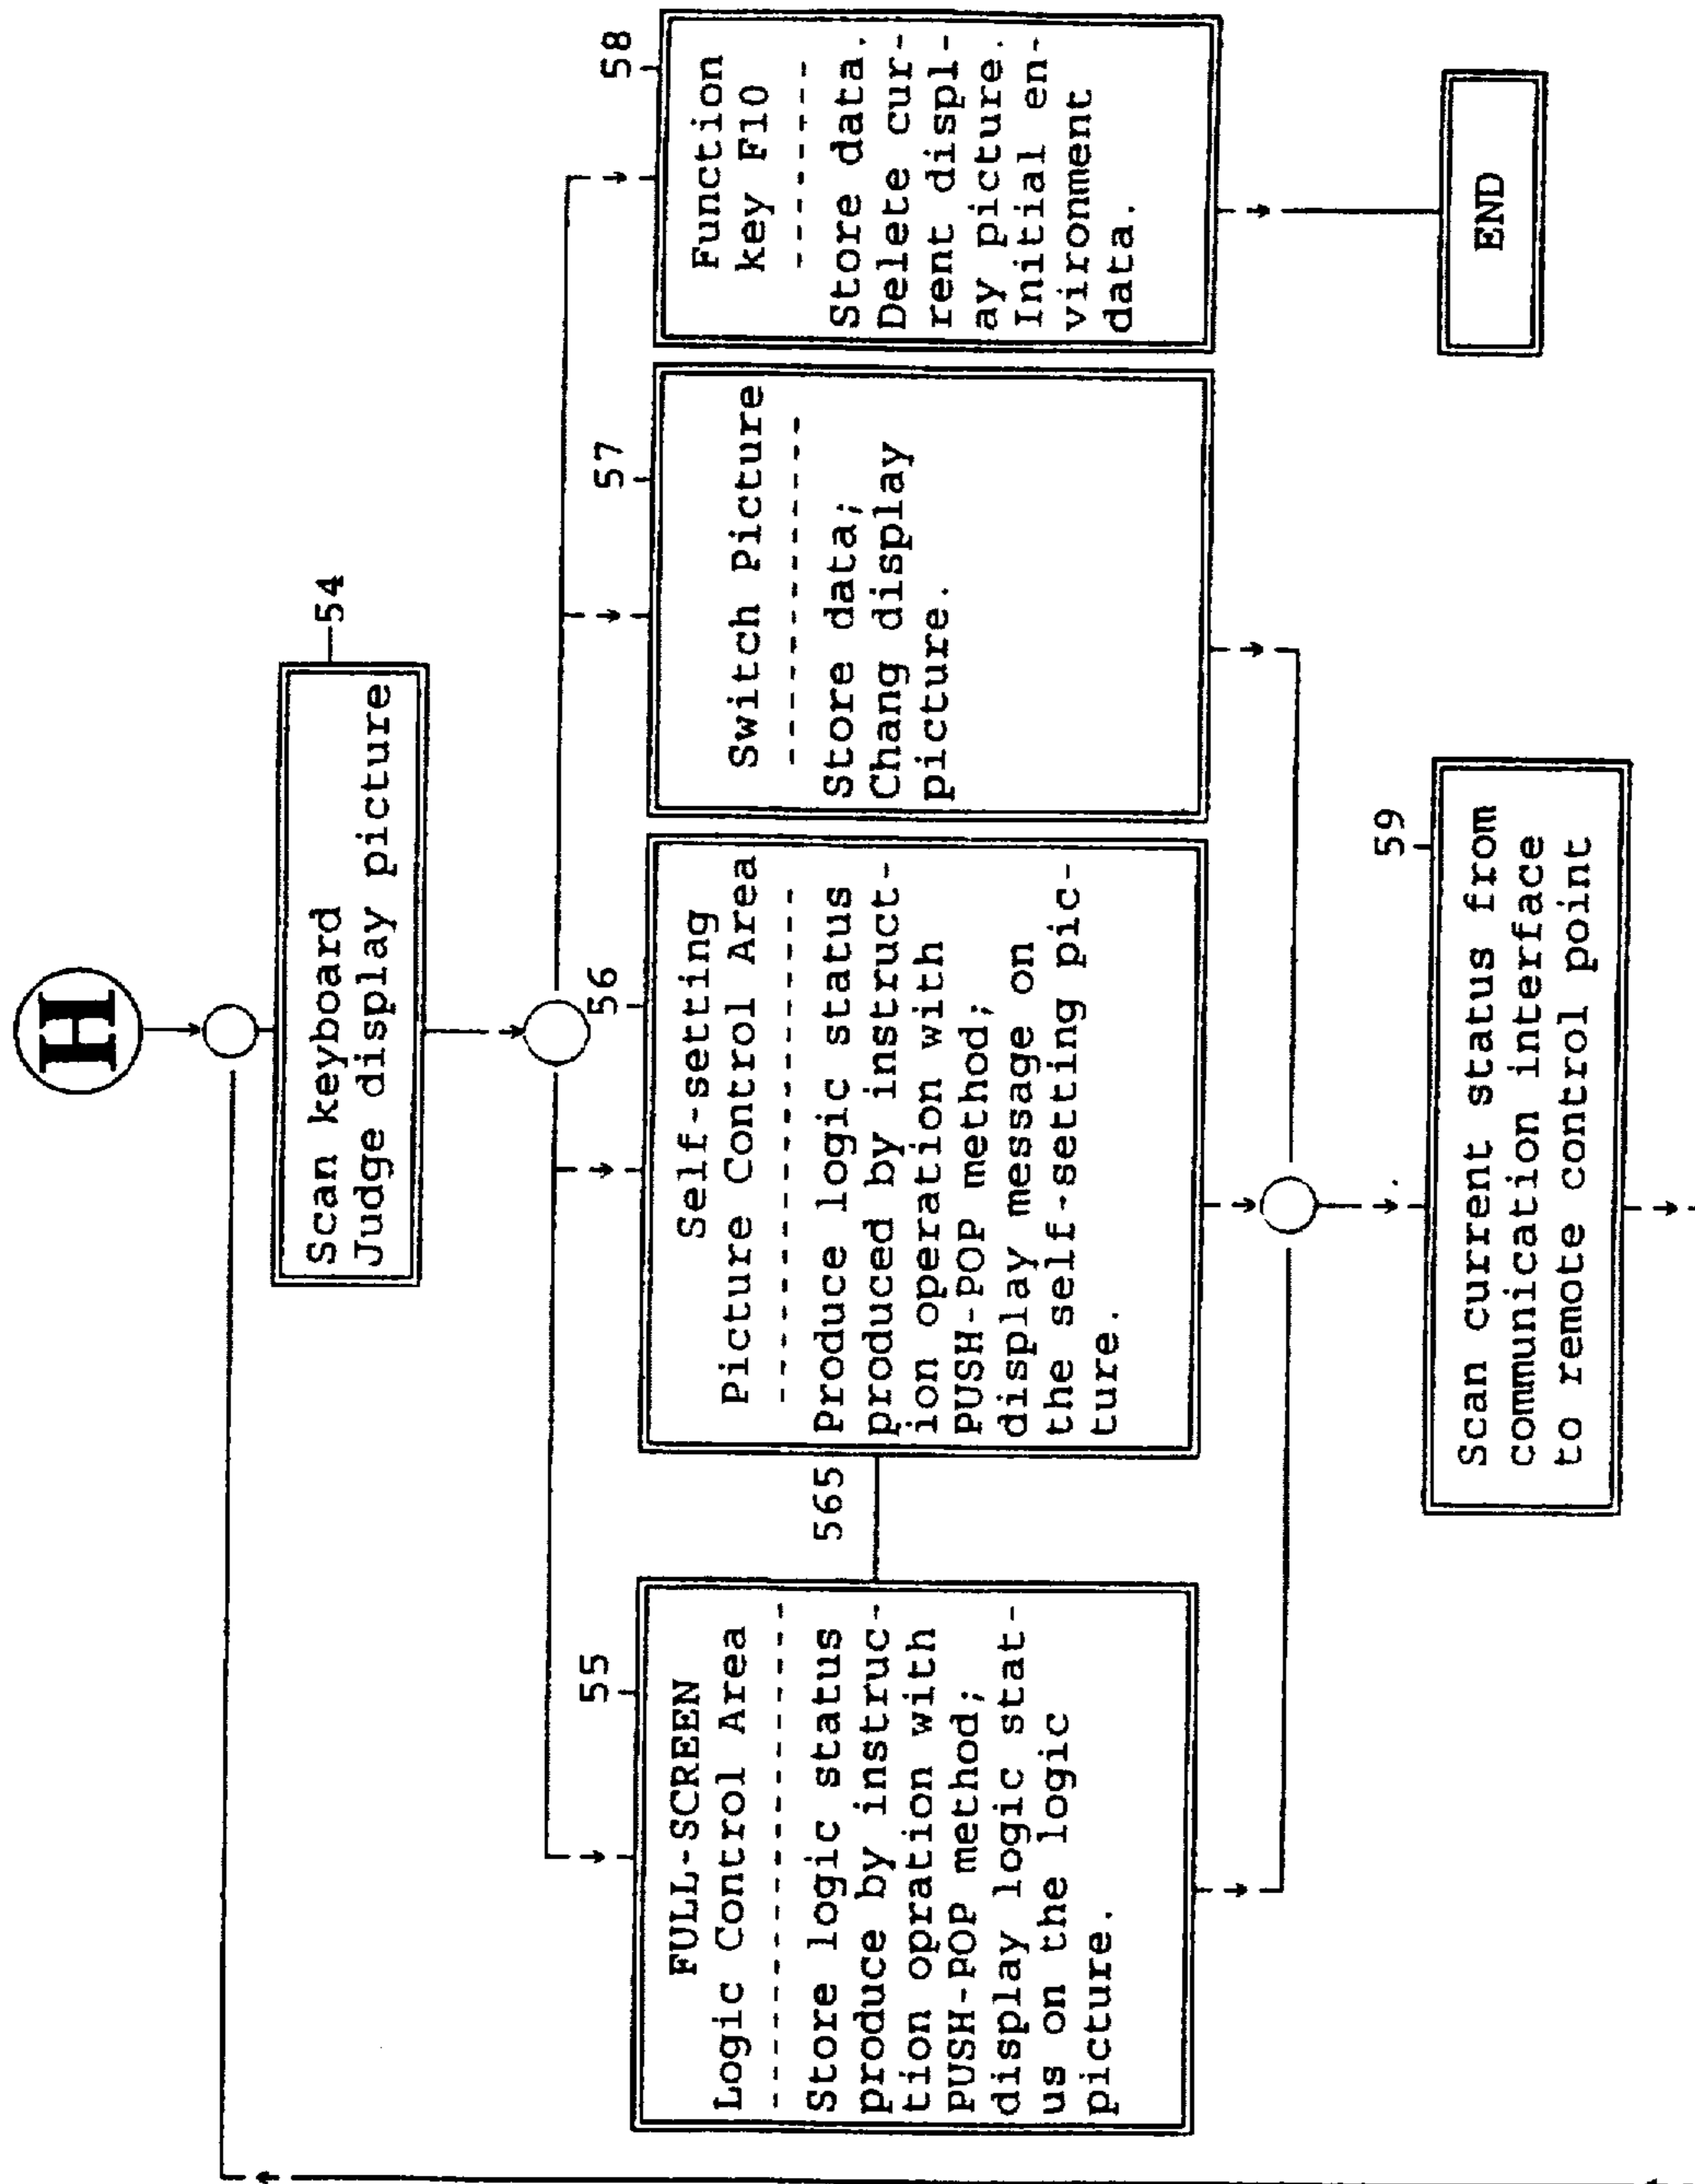 H
Scan keyboard
Judge display picture
54
55
FULL-SCREEN
Logic Control Area
Store logic status
produce by instruc-
tion opration with
PUSH-POP method;
display logic stat-
us on the logic
picture.
565
56
Self-setting
Picture Control Area
Produce logic status
produced by instruct-
ion operation with
PUSH-POP method;
display message on
the self-setting pic-
ture.
57
Switch Picture
Store data;
Chang display
picture.
58
Function
key F10
Store data.
Delete cur-
rent displ-
ay picture.
Initial en-
vironment
data.
END
59
Scan current status from
communication interface
to remote control point